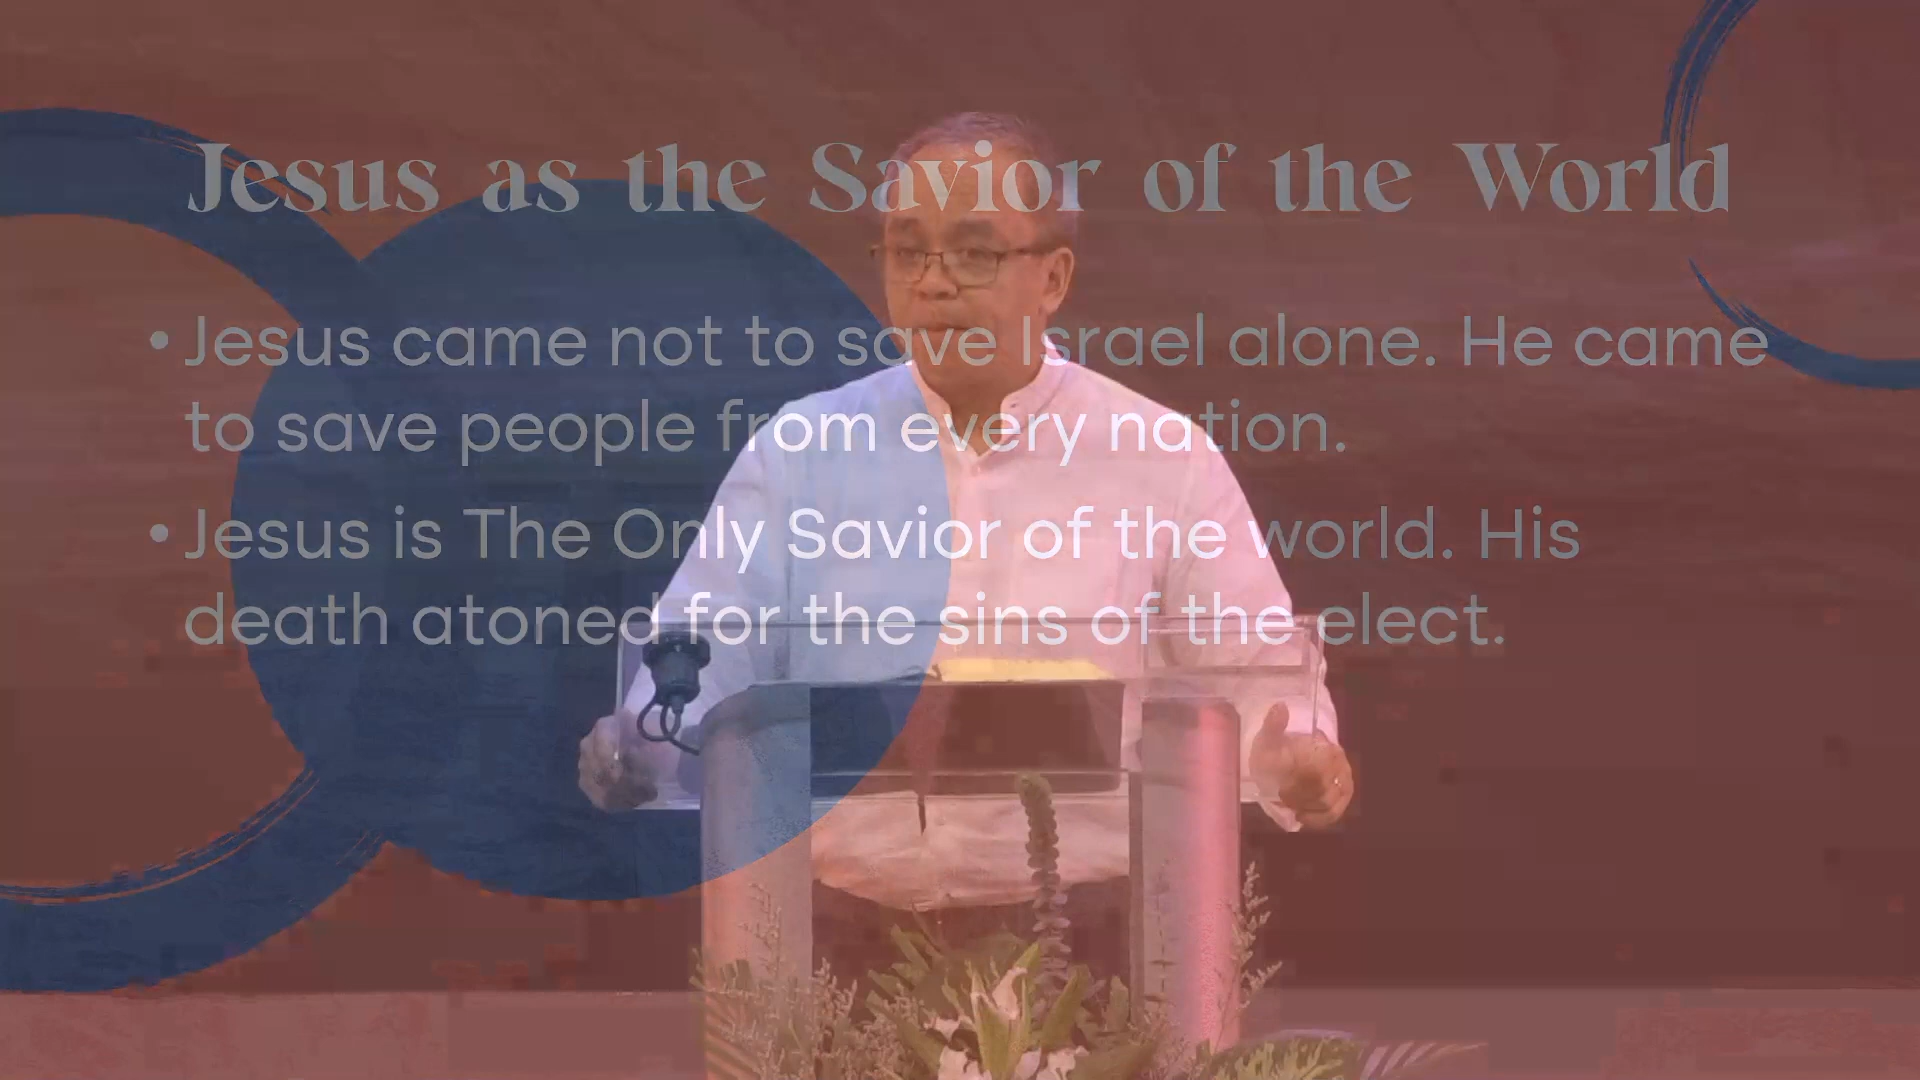 Jesus as the Savior of the World
• Jesus came not to save Israel alone. He came
to save people from every nation.
• Jesus is The Only Savior of the world. His
death atoned for the sins of the elect.